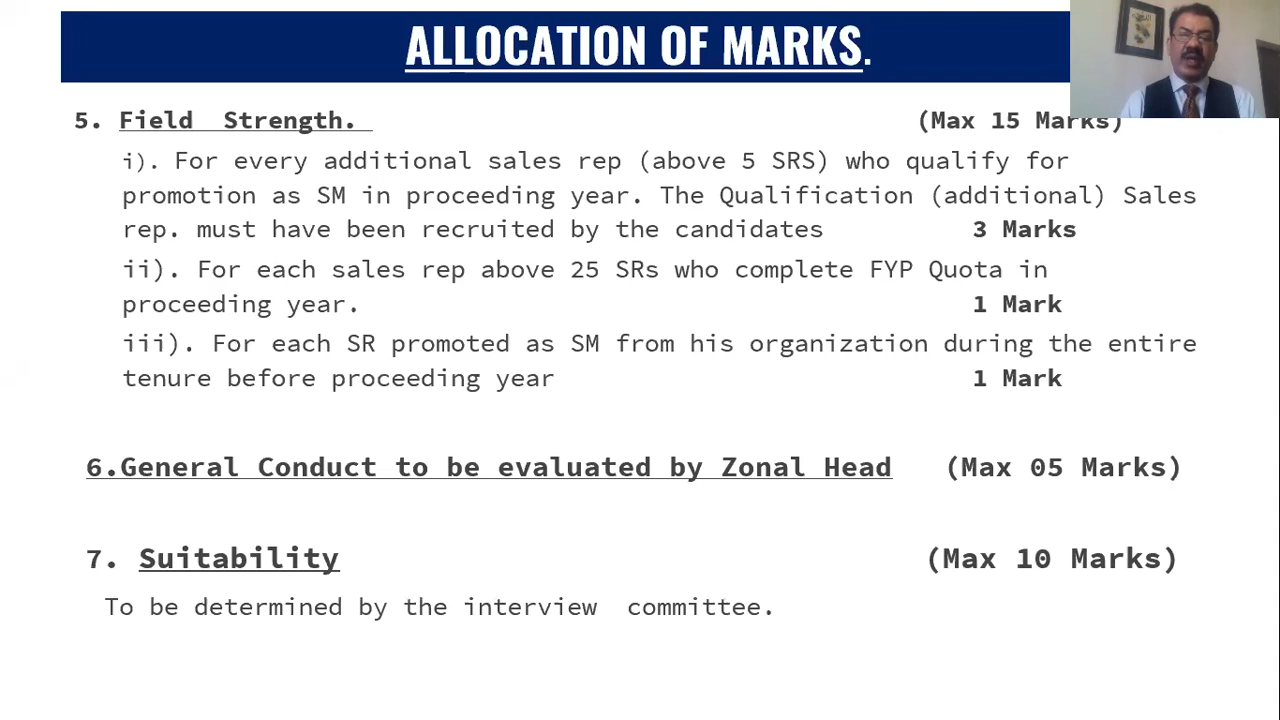 ALLOCATION OF MARKS.
5. Field Strength. (Max 15 Marks)
i). For every additional sales rep (above 5 SRS) who qualify for
promotion as SM in proceeding year. The Qualification (additional) Sales
rep. must have been recruited by the candidates 3 Marks
ii). For each sales rep above 25 SRs who complete FYP Quota in
proceeding year. 1 Mark
iii). For each SR promoted as SM from his organization during the entire
tenure before proceeding year 1 Mark
6.General Conduct to be evaluated by Zonal Head (Max 05 Marks)
7. Suitability (Max 10 Marks)
To be determined by the interview committee.